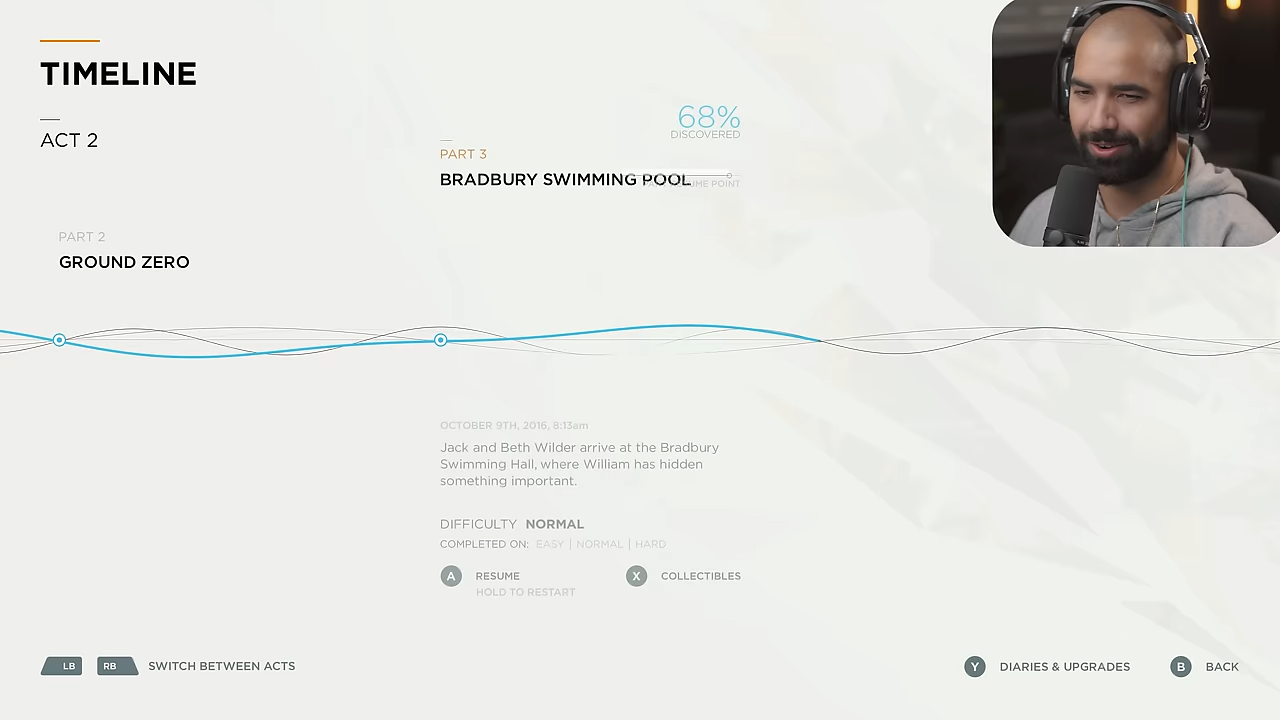 TIMELINE
ACT 2
68%
DISCOVERED
PART 3
BRADBURY SWIMMING POOL
POINT
PART 2
GROUND ZERO
OCTOBER 9TH, 2016, 8:13am
Jack and Beth Wilder arrive at the Bradbury
Swimming Hall, where William has hidden
something important.
DIFFICULTY NORMAL
COMPLETED ON: EASY | NORMAL | HARD
A RESUME
X COLLECTIBLES
HOLD TO RESTART
LB RB SWITCH BETWEEN ACTS
Y DIARIES & UPGRADES
B BACK